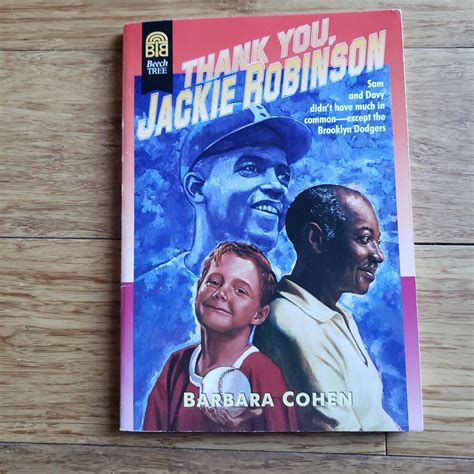 BTB
Beech
TREE
THANK YOU,
JACKIE ROBINSON
Sam
and Davy
didn't have much in
common—except the
Brooklyn Dodgers
BARBARA COHEN